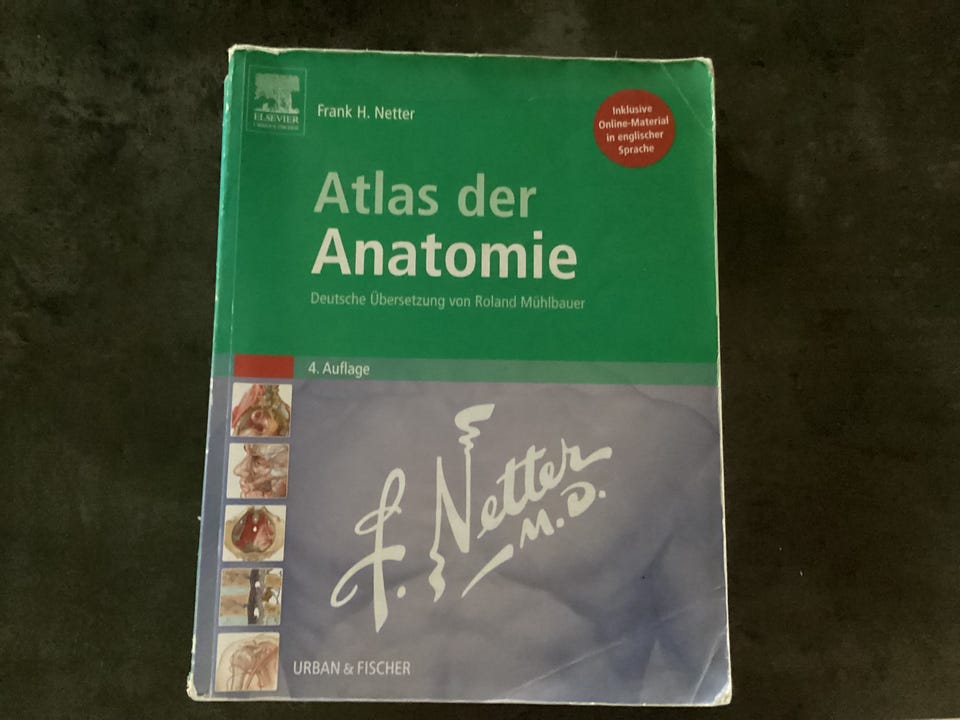 ELSEVIER
Frank H. Netter
Inklusive
Online-Material
in englischer
Sprache
Atlas der
Anatomie
Deutsche Übersetzung von Roland Mühlbauer
4. Auflage
F. Netter
M.D.
URBAN & FISCHER